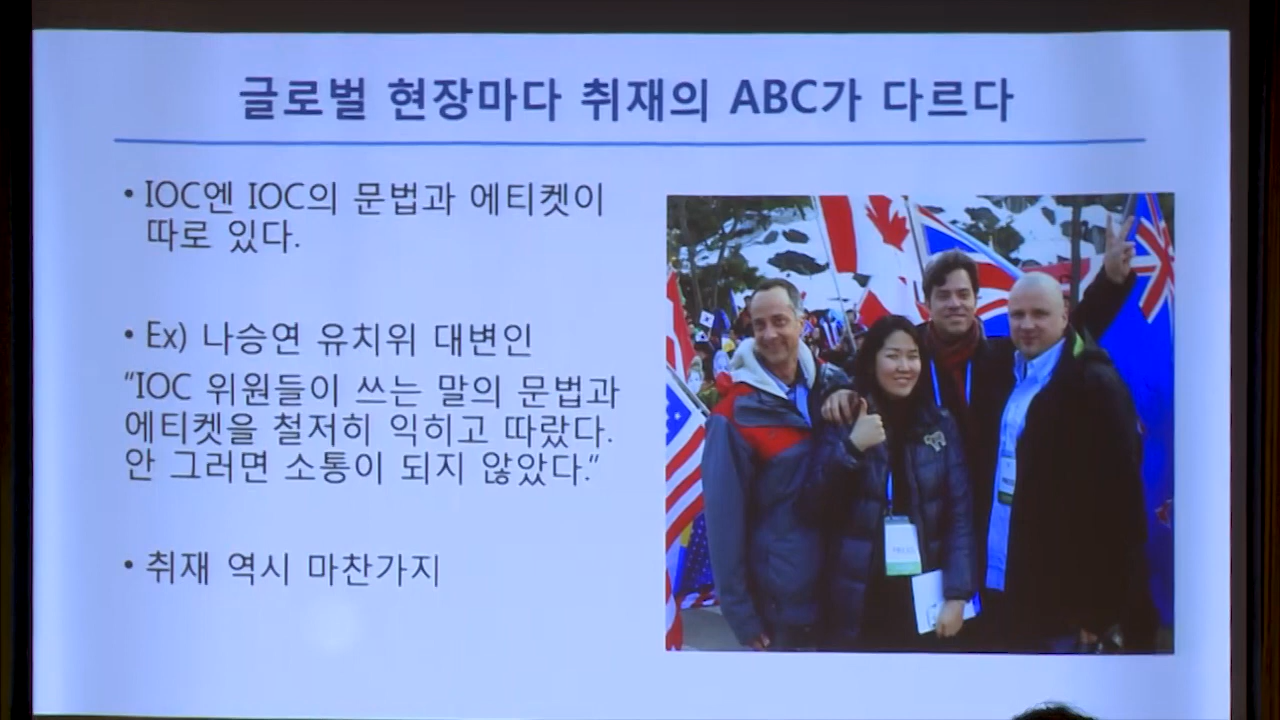 글로벌 현장마다 취재의 ABC가 다르다
• IOC엔 IOC의 문법과 에티켓이
따로 있다.
• Ex) 나승연 유치위 대변인
“IOC 위원들이 쓰는 말의 문법과
에티켓을 철저히 익히고 따랐다.
안 그러면 소통이 되지 않았다.”
• 취재 역시 마찬가지